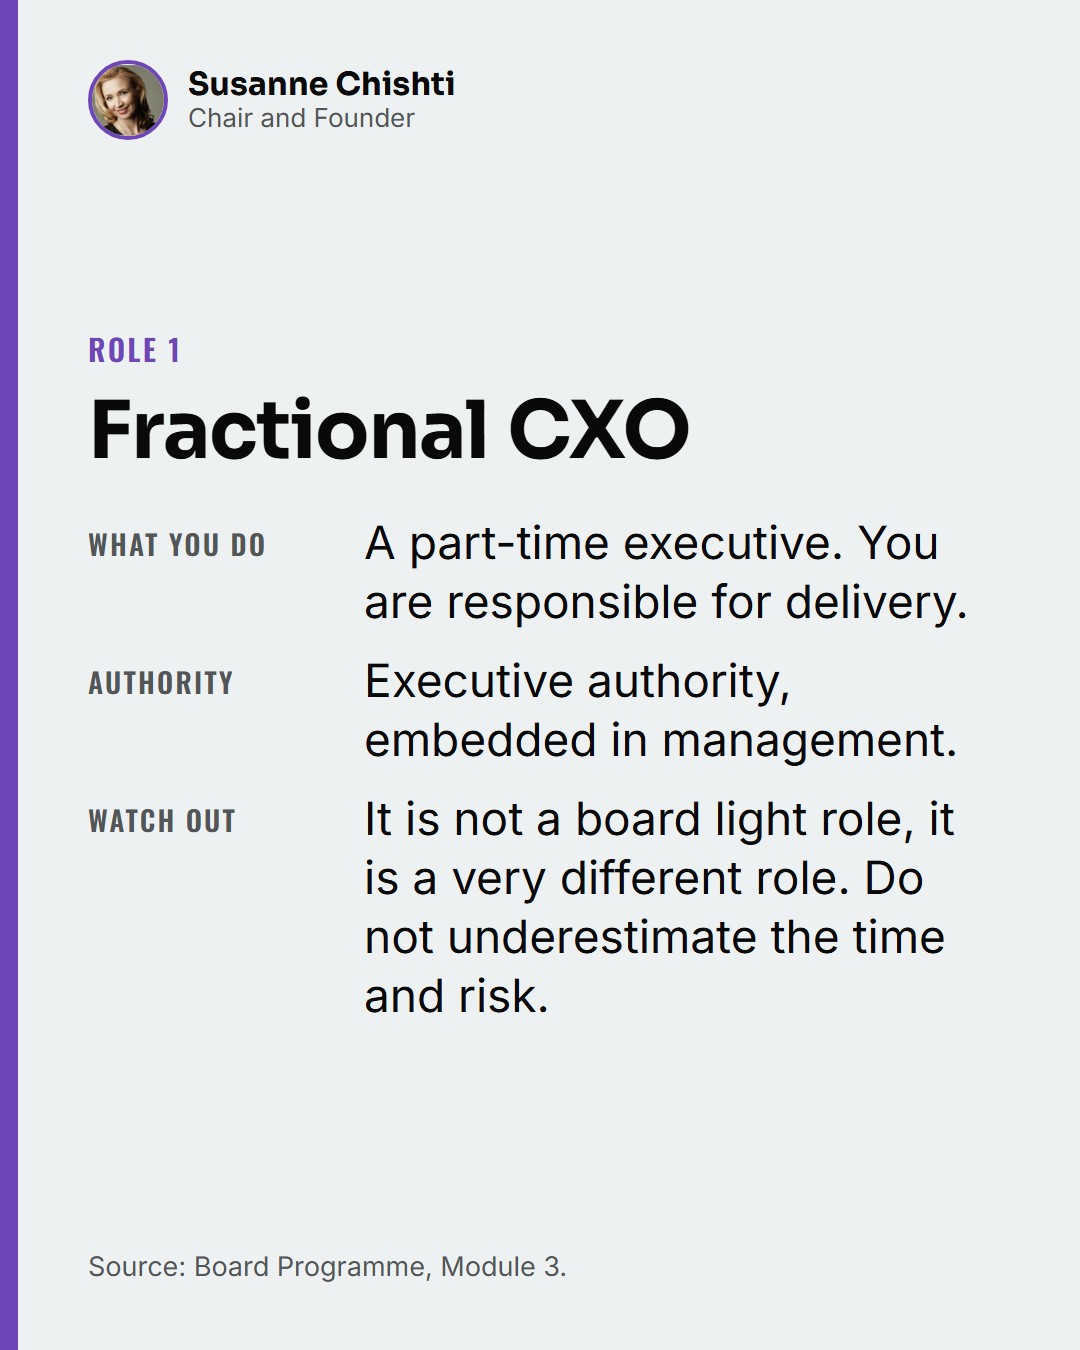 Susanne Chishti
Chair and Founder
ROLE 1
Fractional CXO
WHAT YOU DO
A part-time executive. You
are responsible for delivery.
AUTHORITY
Executive authority,
embedded in management.
WATCH OUT
It is not a board light role, it
is a very different role. Do
not underestimate the time
and risk.
Source: Board Programme, Module 3.